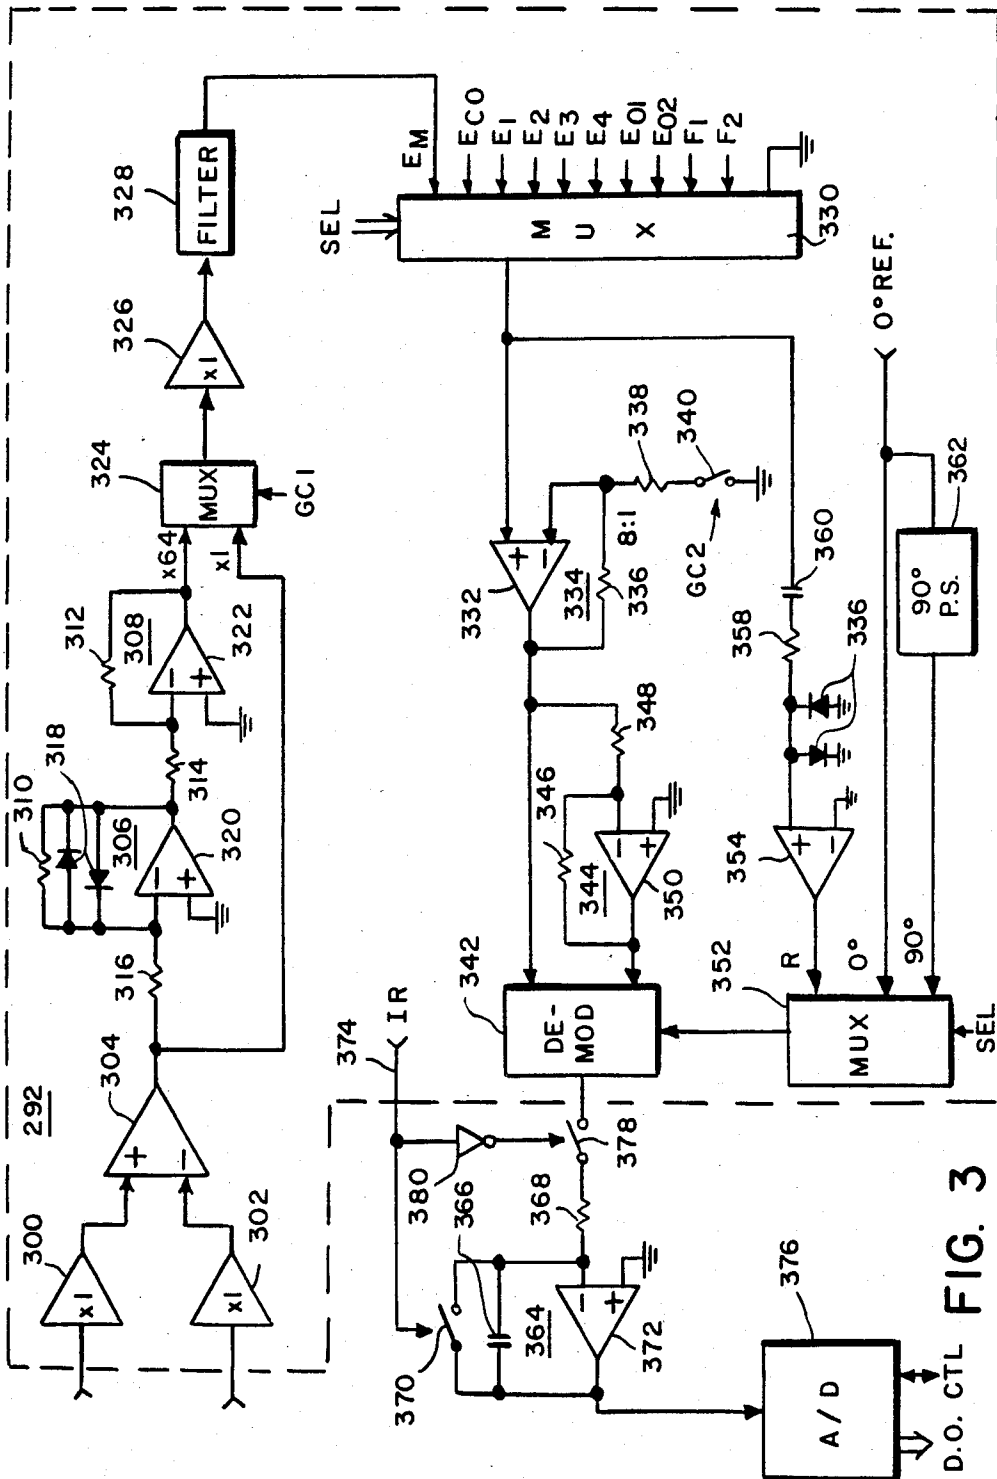 292
300
x1
302
x1
304
+
−
316
310
318
306
−
+
320
314
312
308
−
+
322
x64
x1
324
MUX
GC1
326
x1
328
FILTER
SEL
MUX
330
EM
ECO
E1
E2
E3
E4
EO1
EO2
F1
F2
332
+
−
334
336
8:1
338
340
GC2
342
DE-
MOD
344
346
348
−
+
350
352
MUX
SEL
R
0°
90°
354
+
−
336
358
360
0° REF.
90°
P.S.
362
374
IR
380
378
368
366
370
364
−
+
372
376
A/D
D.O.
CTL
FIG. 3